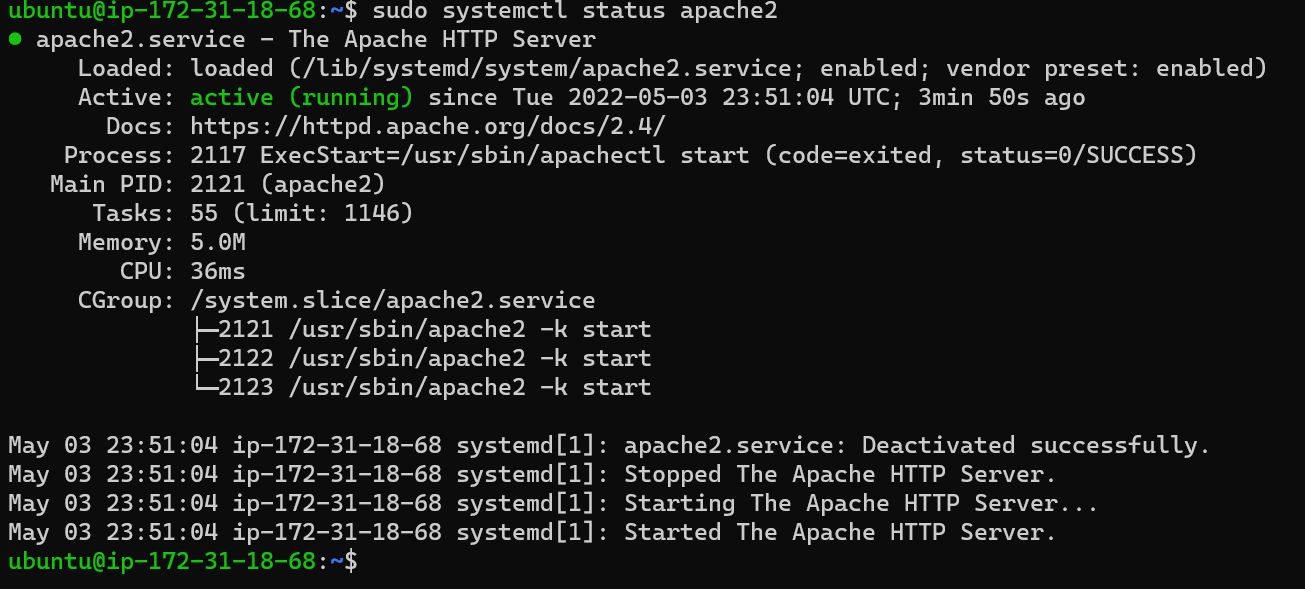 ubuntu@ip-172-31-18-68:~$ sudo systemctl status apache2
● apache2.service - The Apache HTTP Server
     Loaded: loaded (/lib/systemd/system/apache2.service; enabled; vendor preset: enabled)
     Active: active (running) since Tue 2022-05-03 23:51:04 UTC; 3min 50s ago
       Docs: https://httpd.apache.org/docs/2.4/
    Process: 2117 ExecStart=/usr/sbin/apachectl start (code=exited, status=0/SUCCESS)
   Main PID: 2121 (apache2)
      Tasks: 55 (limit: 1146)
     Memory: 5.0M
        CPU: 36ms
     CGroup: /system.slice/apache2.service
             ├─2121 /usr/sbin/apache2 -k start
             ├─2122 /usr/sbin/apache2 -k start
             └─2123 /usr/sbin/apache2 -k start

May 03 23:51:04 ip-172-31-18-68 systemd[1]: apache2.service: Deactivated successfully.
May 03 23:51:04 ip-172-31-18-68 systemd[1]: Stopped The Apache HTTP Server.
May 03 23:51:04 ip-172-31-18-68 systemd[1]: Starting The Apache HTTP Server...
May 03 23:51:04 ip-172-31-18-68 systemd[1]: Started The Apache HTTP Server.
ubuntu@ip-172-31-18-68:~$